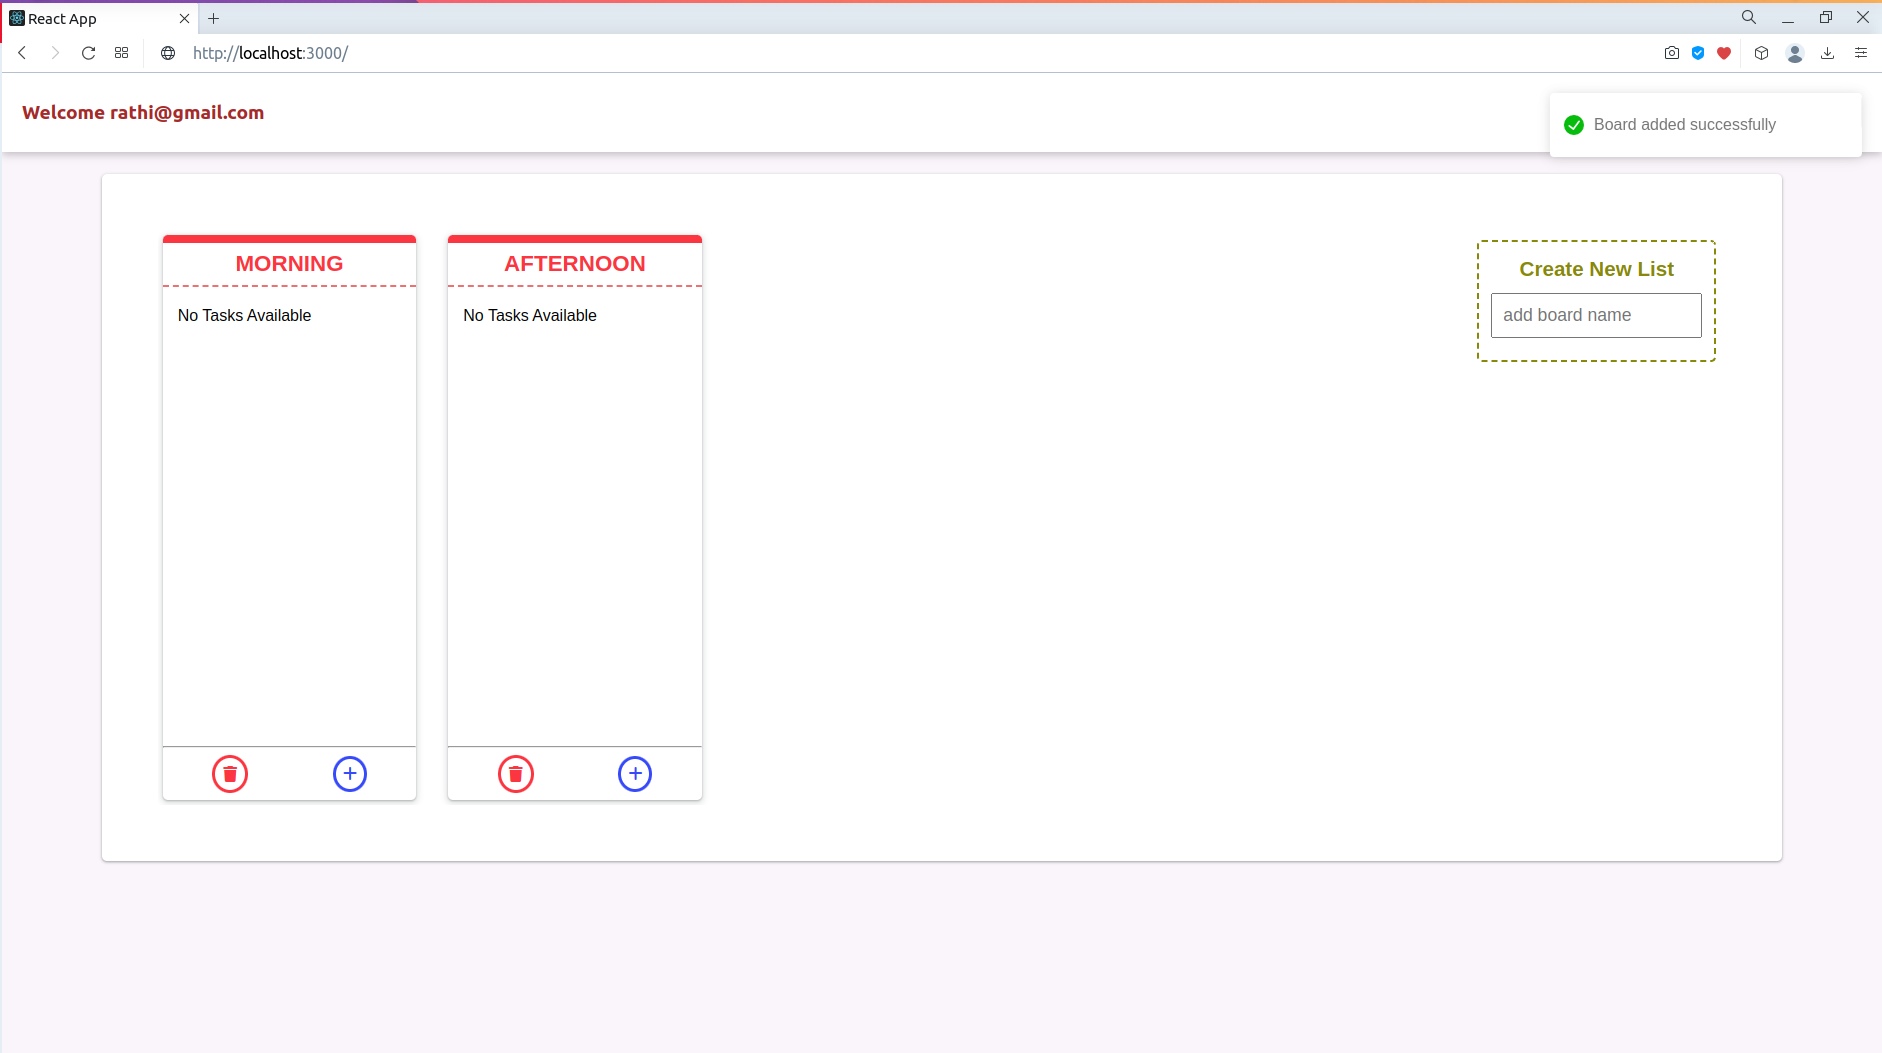 React App
http://localhost:3000/
Welcome rathi@gmail.com
Board added successfully
MORNING
No Tasks Available
AFTERNOON
No Tasks Available
Create New List
add board name